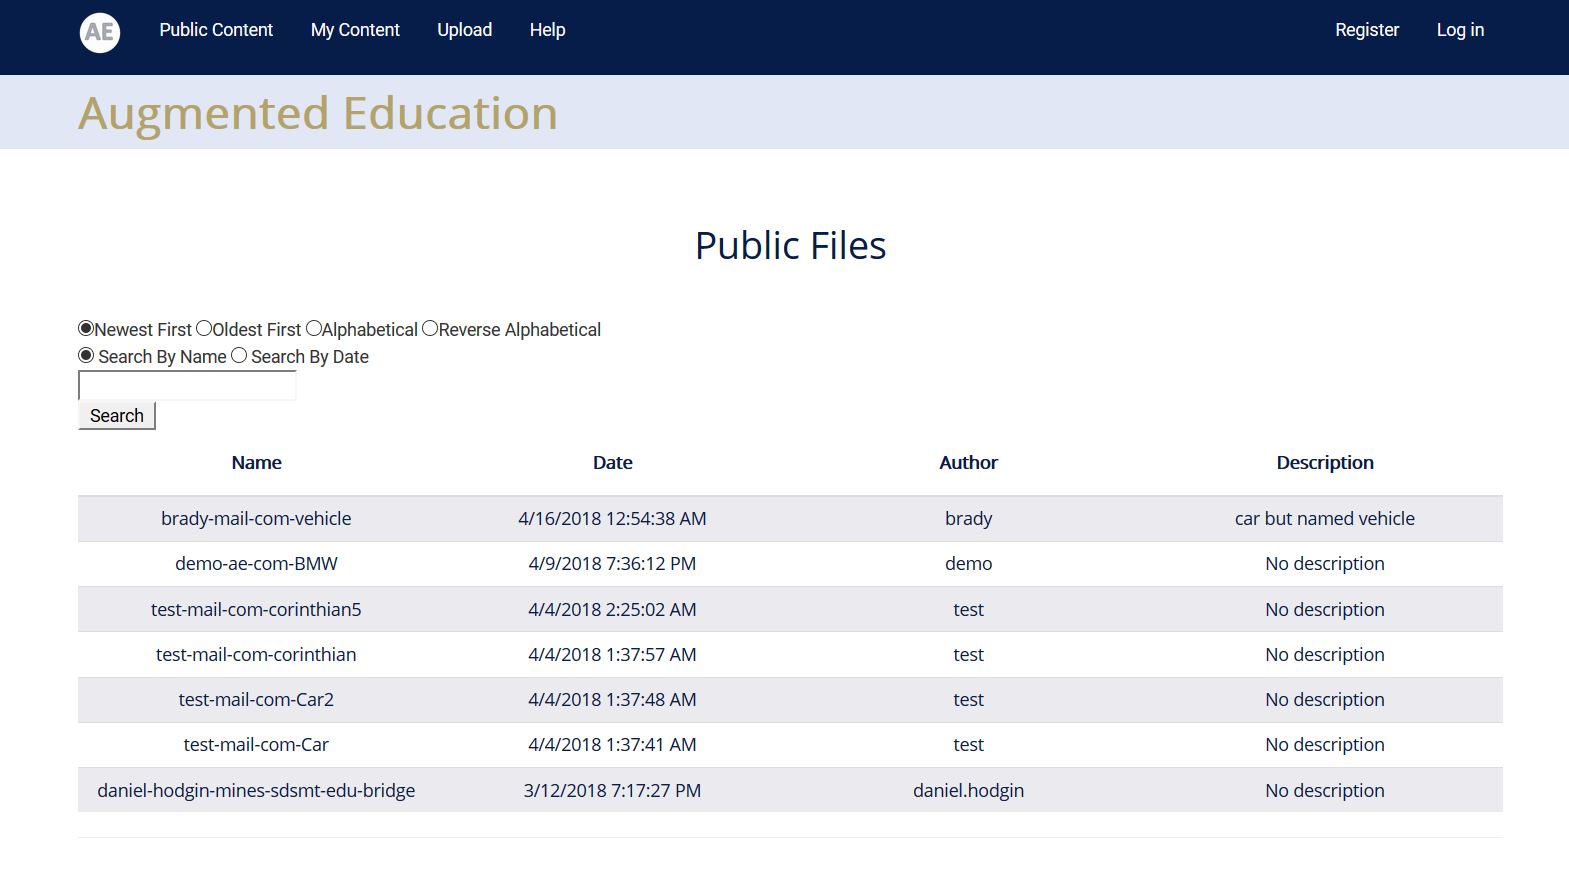 AE Public Content My Content Upload Help Register Log in
Augmented Education
Public Files
Newest First Oldest First Alphabetical Reverse Alphabetical
Search By Name Search By Date
Search
Name Date Author Description
brady-mail-com-vehicle 4/16/2018 12:54:38 AM brady car but named vehicle
demo-ae-com-BMW 4/9/2018 7:36:12 PM demo No description
test-mail-com-corinthian5 4/4/2018 2:25:02 AM test No description
test-mail-com-corinthian 4/4/2018 1:37:57 AM test No description
test-mail-com-Car2 4/4/2018 1:37:48 AM test No description
test-mail-com-Car 4/4/2018 1:37:41 AM test No description
daniel-hodgin-mines-sdsmt-edu-bridge 3/12/2018 7:17:27 PM daniel.hodgin No description